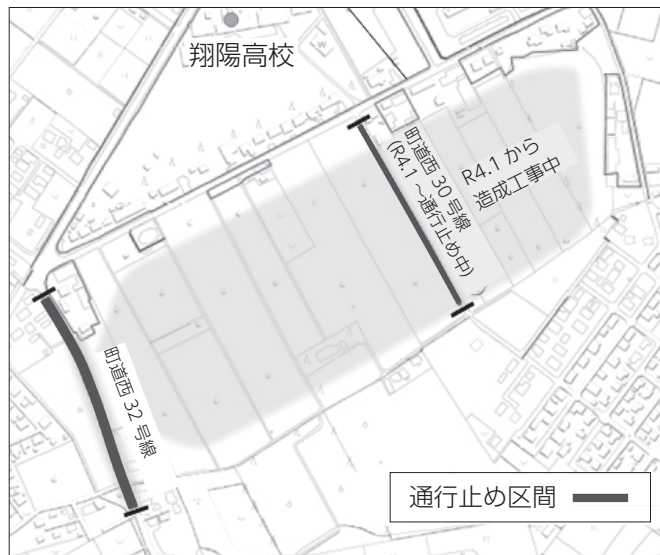 翔陽高校
町道西 30 号線
(R4.1 ～通行止め中)
R4.1 から
造成工事中
町道西 32 号線
通行止め区間